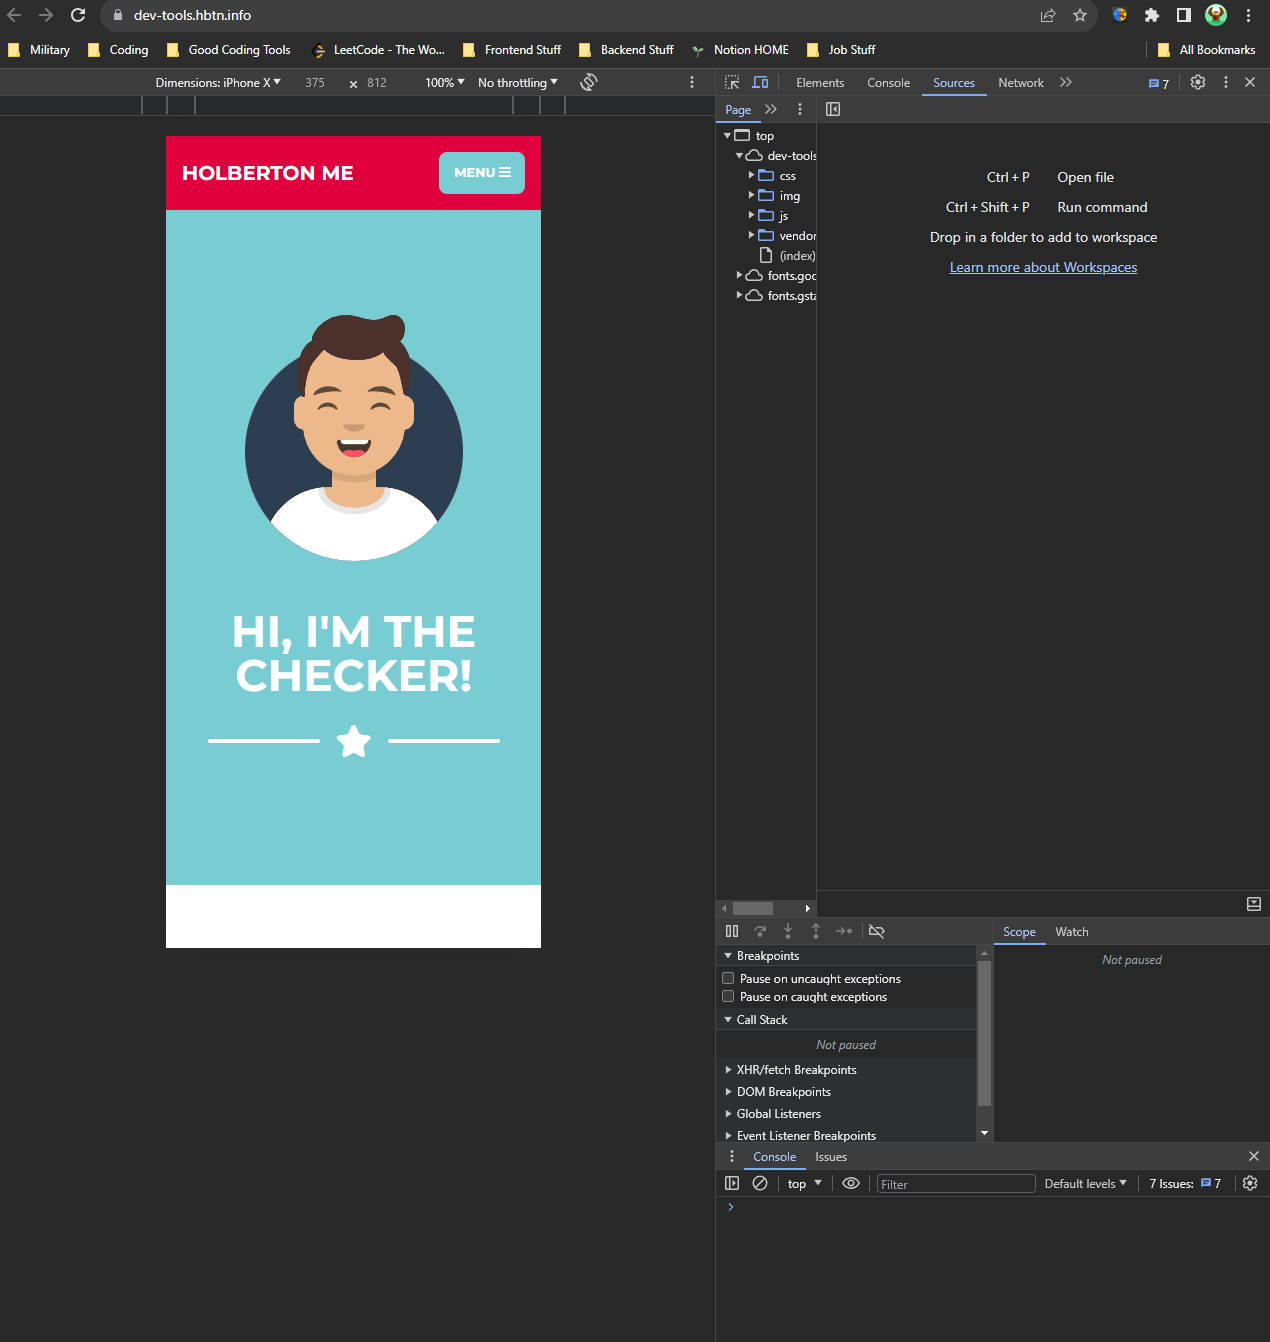 dev-tools.hbtn.info
Military Coding Good Coding Tools LeetCode - The Wo... Frontend Stuff Backend Stuff Notion HOME Job Stuff All Bookmarks
Dimensions: iPhone X 375 × 812 100% No throttling
Elements Console Sources Network 7
Page
top
dev-tools
css
img
js
vendor
(index)
fonts.goo
fonts.gsta
Ctrl + P Open file
Ctrl + Shift + P Run command
Drop in a folder to add to workspace
Learn more about Workspaces
HOLBERTON ME
MENU
HI, I'M THE
CHECKER!
Scope Watch
Not paused
Breakpoints
Pause on uncaught exceptions
Pause on caught exceptions
Call Stack
Not paused
XHR/fetch Breakpoints
DOM Breakpoints
Global Listeners
Event Listener Breakpoints
Console Issues
top Filter Default levels 7 Issues: 7